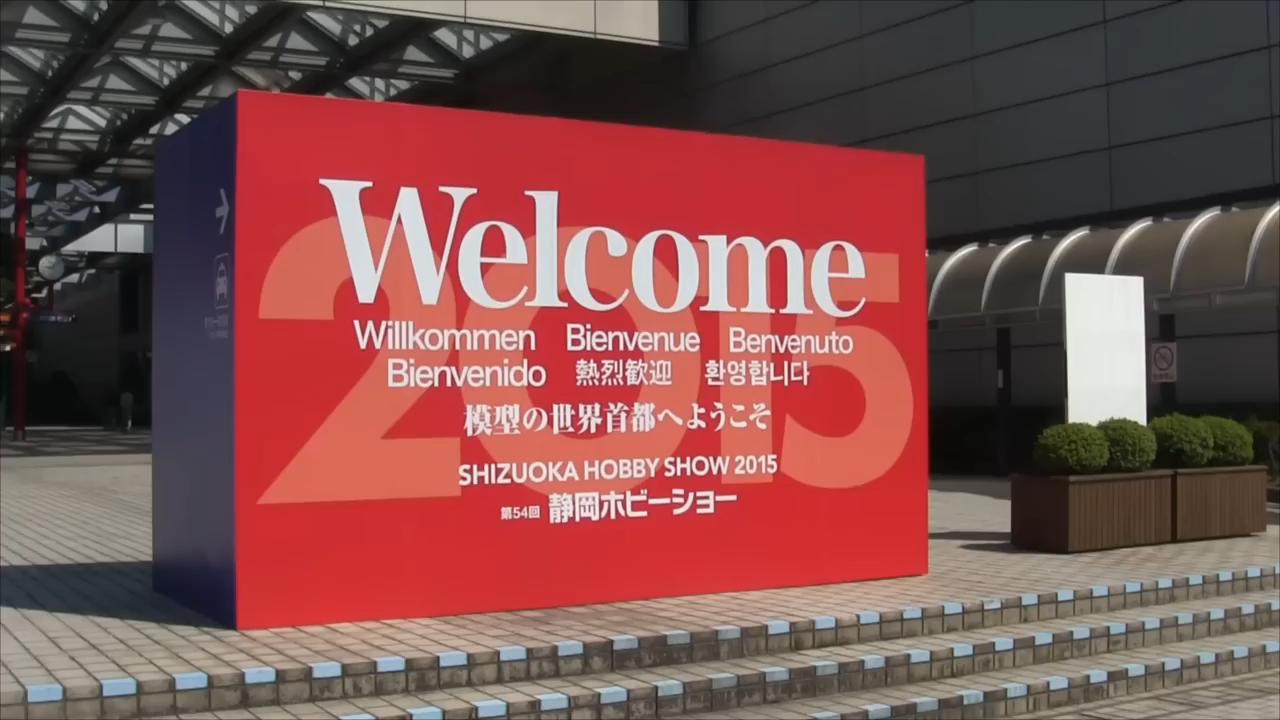 Welcome
2015
Willkommen Bienvenue Benvenuto
Bienvenido 熱烈歓迎 환영합니다
模型の世界首都へようこそ
SHIZUOKA HOBBY SHOW 2015
第54回 静岡ホビーショー